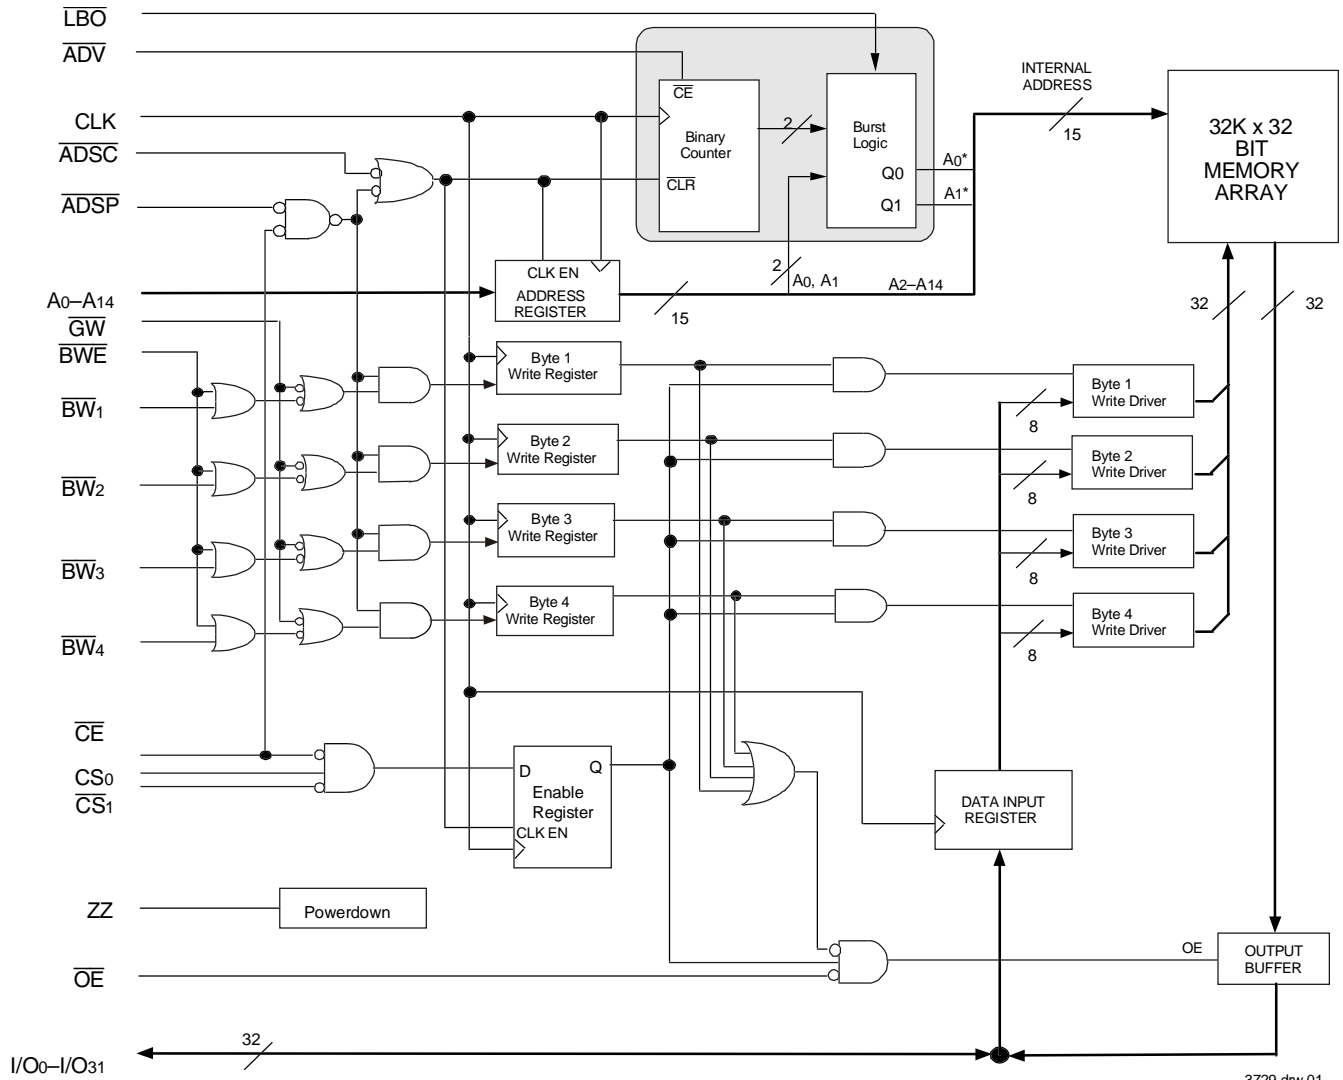 LBO
ADV
CLK
ADSC
ADSP
A0–A14
GW
BWE
BW1
BW2
BW3
BW4
CE
CS0
CS1
ZZ
OE
I/O0–I/O31
CE
Binary
Counter
CLR
2
Burst
Logic
Q0
Q1
A0*
A1*
INTERNAL
ADDRESS
15
32K x 32
BIT
MEMORY
ARRAY
CLK EN
ADDRESS
REGISTER
15
2
A0, A1
A2–A14
32
32
Byte 1
Write Register
Byte 2
Write Register
Byte 3
Write Register
Byte 4
Write Register
8
Byte 1
Write Driver
8
Byte 2
Write Driver
8
Byte 3
Write Driver
8
Byte 4
Write Driver
D
Q
Enable
Register
CLK EN
DATA INPUT
REGISTER
Powerdown
OE
OUTPUT
BUFFER
32
3729 drw 01